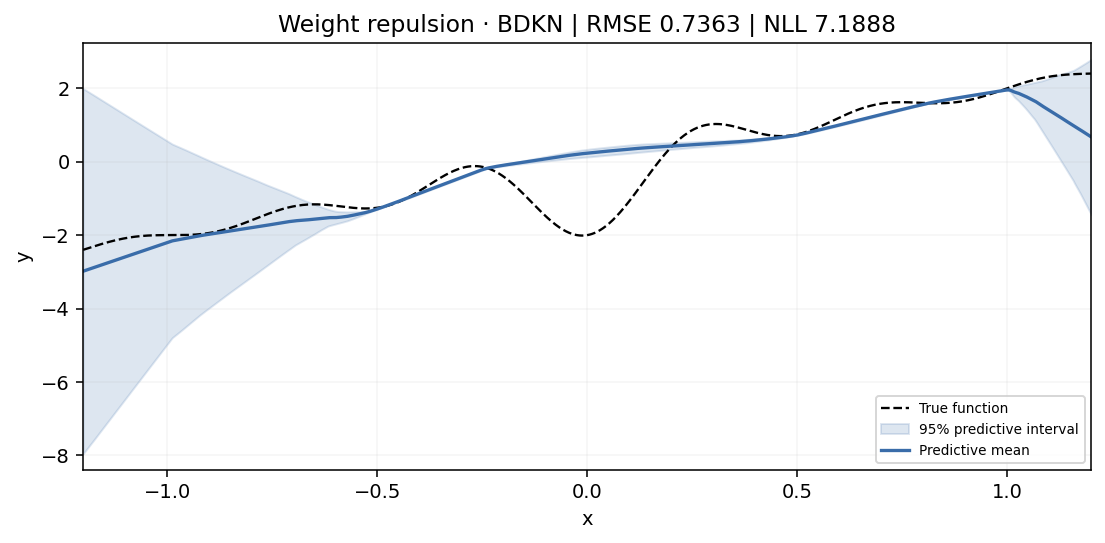 Weight repulsion · BDKN | RMSE 0.7363 | NLL 7.1888
y
2
0
−2
−4
−6
−8
−1.0
−0.5
0.0
0.5
1.0
x
True function
95% predictive interval
Predictive mean